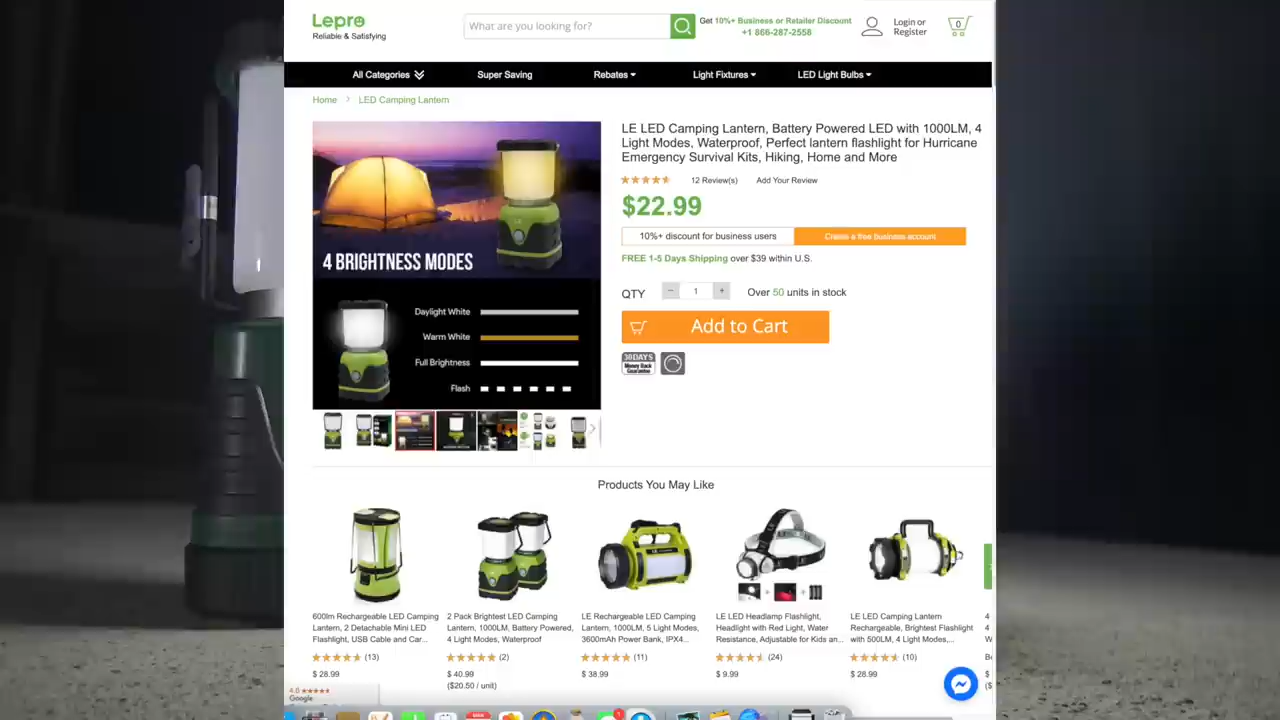 Lepro
Reliable & Satisfying
What are you looking for?
Get 10%+ Business or Retailer Discount
+1 866-287-2558
Login or
Register
0
All Categories
Super Saving
Rebates
Light Fixtures
LED Light Bulbs
Home > LED Camping Lantern
LE LED Camping Lantern, Battery Powered LED with 1000LM, 4
Light Modes, Waterproof, Perfect lantern flashlight for Hurricane
Emergency Survival Kits, Hiking, Home and More
12 Review(s)
Add Your Review
$22.99
10%+ discount for business users
Create a free business account
FREE 1-5 Days Shipping over $39 within U.S.
QTY
− 1 +
Over 50 units in stock
Add to Cart
30DAYS
Money Back
Guarantee
4 BRIGHTNESS MODES
Daylight White
Warm White
Full Brightness
Flash
Products You May Like
600lm Rechargeable LED Camping
Lantern, 2 Detachable Mini LED
Flashlight, USB Cable and Car...
(13)
$ 28.99
2 Pack Brightest LED Camping
Lantern, 1000LM, Battery Powered,
4 Light Modes, Waterproof
(2)
$ 40.99
($20.50 / unit)
LE Rechargeable LED Camping
Lantern, 1000LM, 5 Light Modes,
3600mAh Power Bank, IPX4...
(11)
$ 38.99
LE LED Headlamp Flashlight,
Headlight with Red Light, Water
Resistance, Adjustable for Kids an...
(24)
$ 9.99
LE LED Camping Lantern
Rechargeable, Brightest Flashlight
with 500LM, 4 Light Modes,...
(10)
$ 28.99
4.8
Google